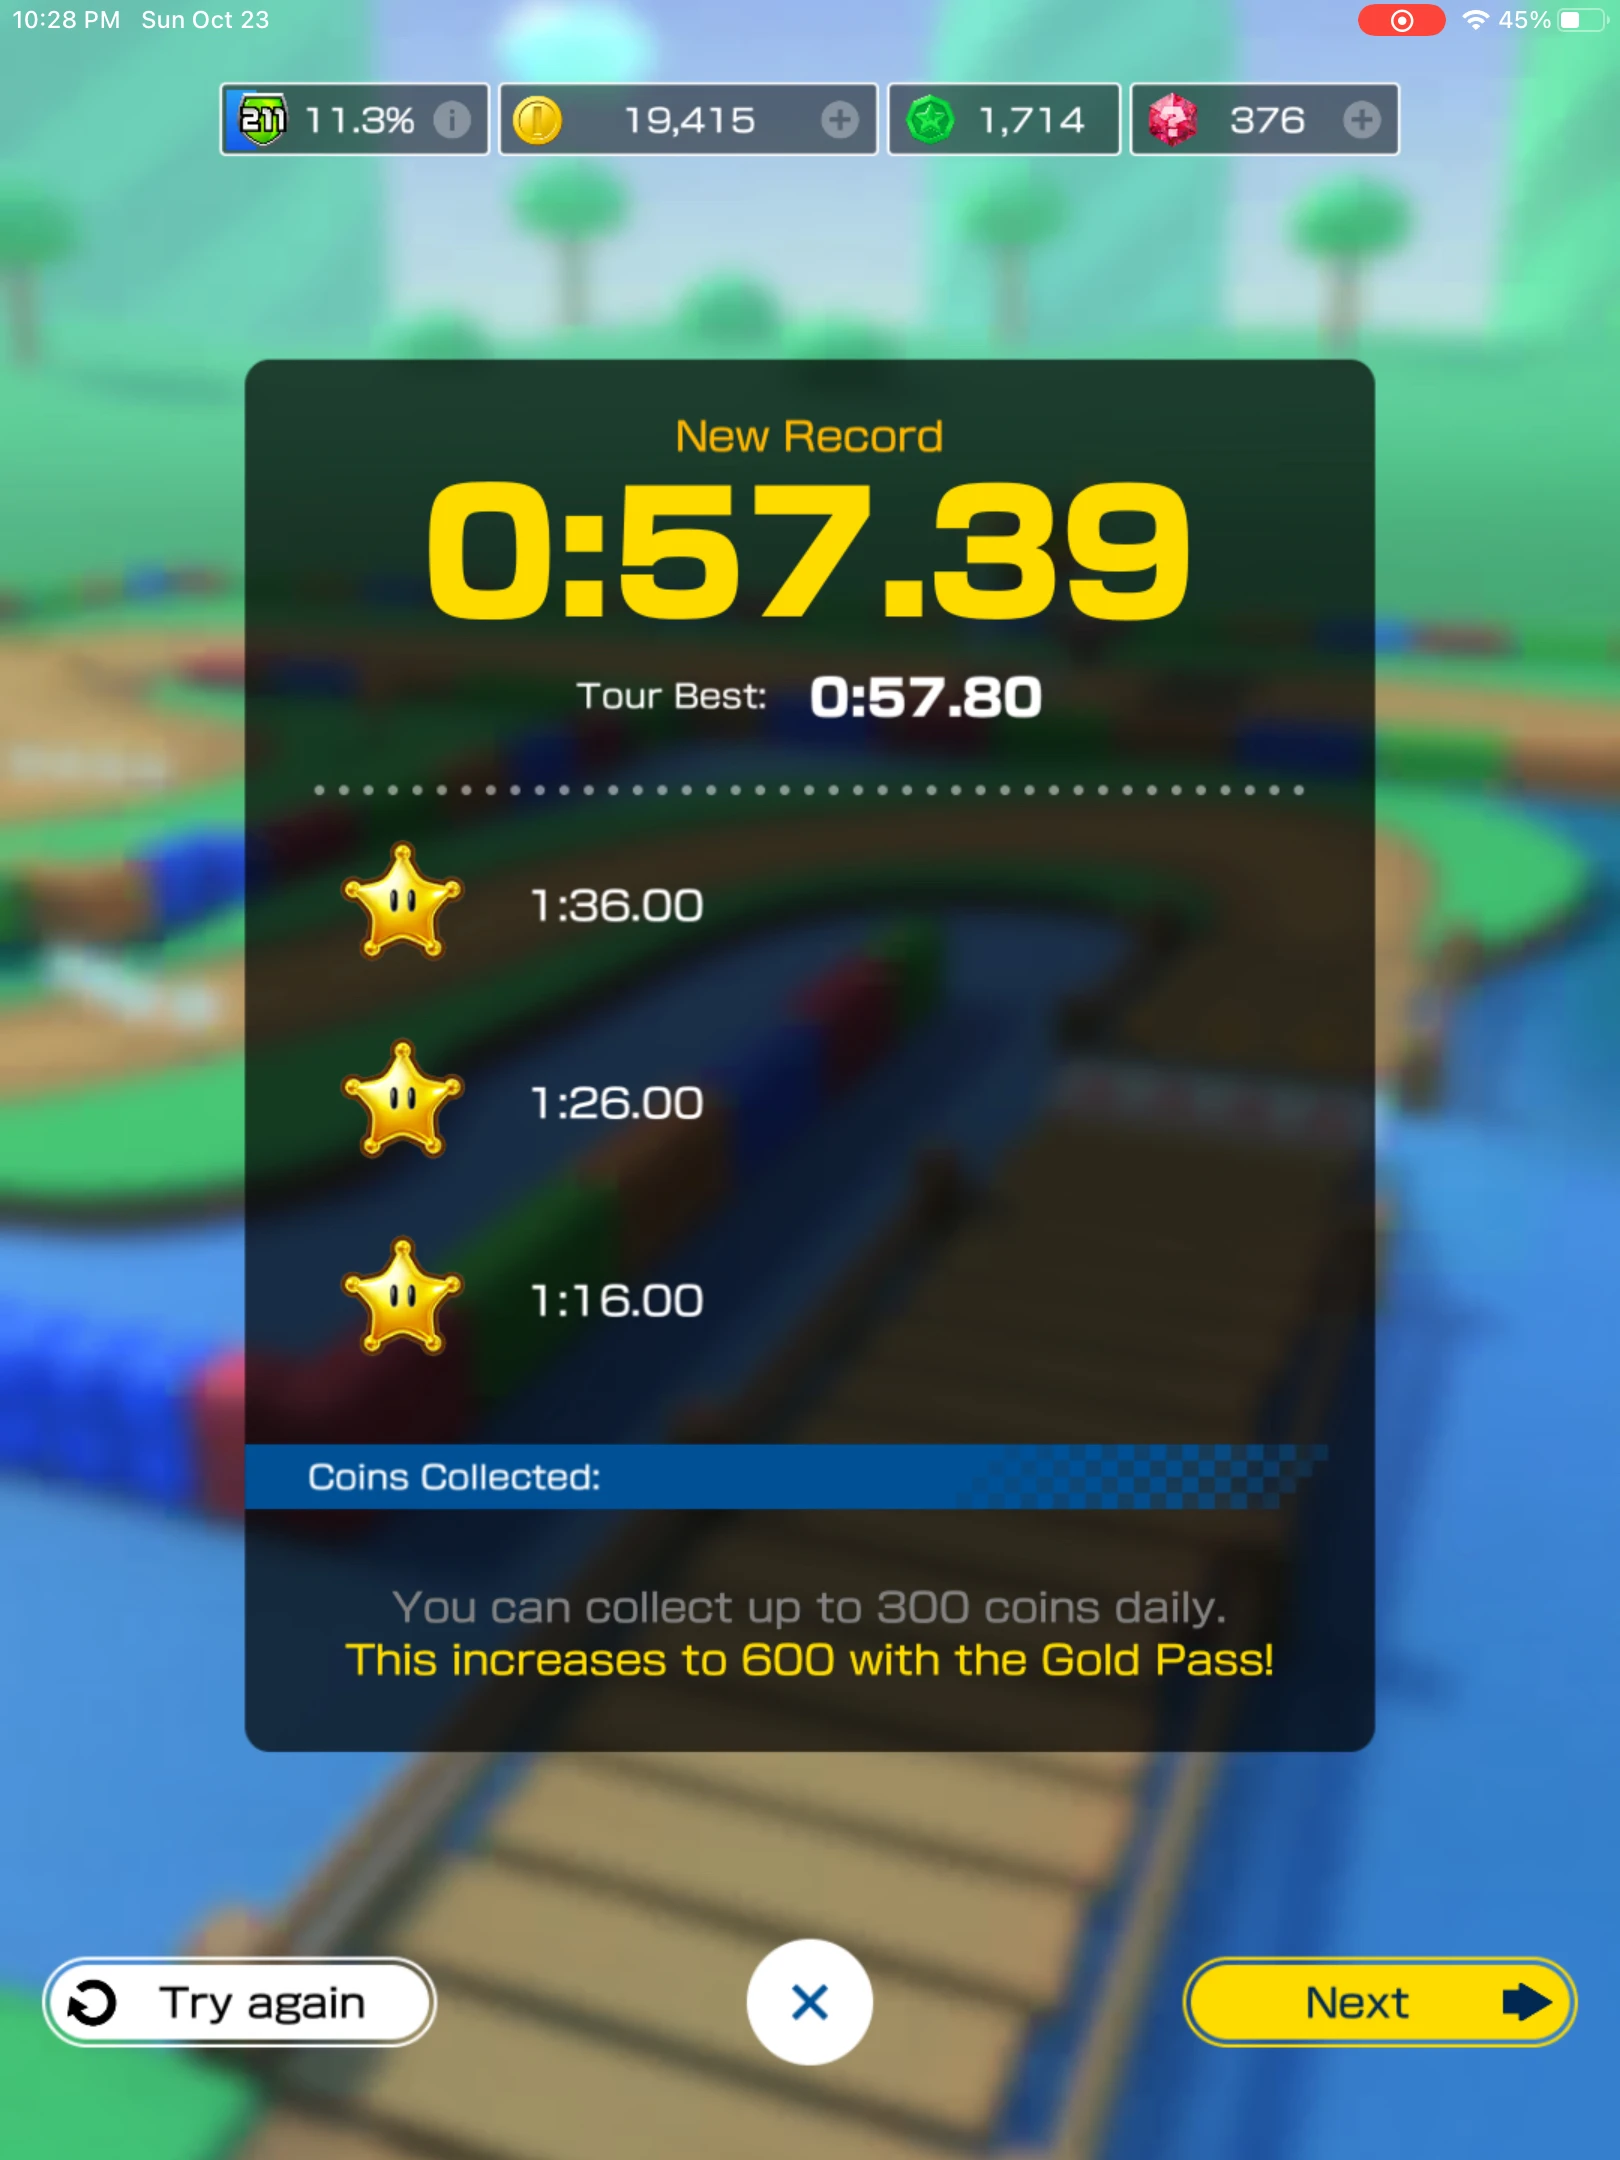 10:28 PM Sun Oct 23 45%
211 11.3% i 19,415 + 1,714 ? 376 +
New Record
0:57.39
Tour Best: 0:57.80
1:36.00
1:26.00
1:16.00
Coins Collected:
You can collect up to 300 coins daily.
This increases to 600 with the Gold Pass!
Try again × Next